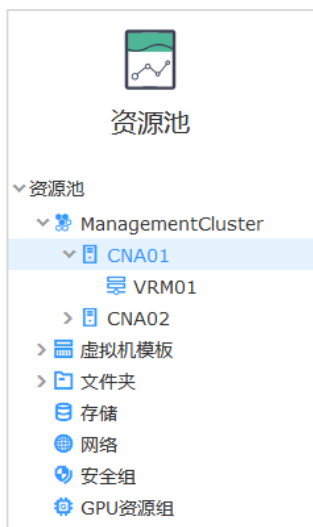 资源池
资源池
ManagementCluster
CNA01
VRM01
CNA02
虚拟机模板
文件夹
存储
网络
安全组
GPU资源组